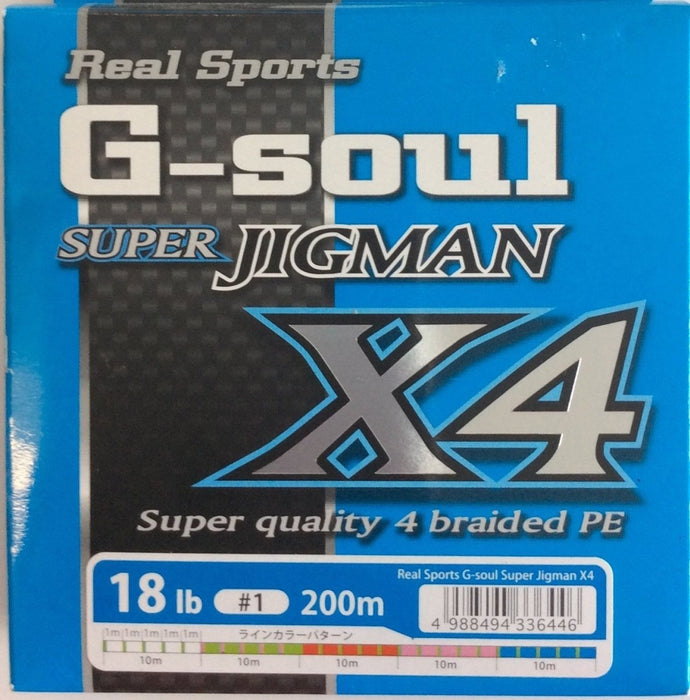 Real Sports
G-soul
SUPER JIGMAN
X4
Super quality 4 braided PE
18 lb #1 200m
Real Sports G-soul Super Jigman X4
4 988494 336446
ラインカラーパターン
1m 1m 1m 1m 1m
10m 10m 10m 10m 10m